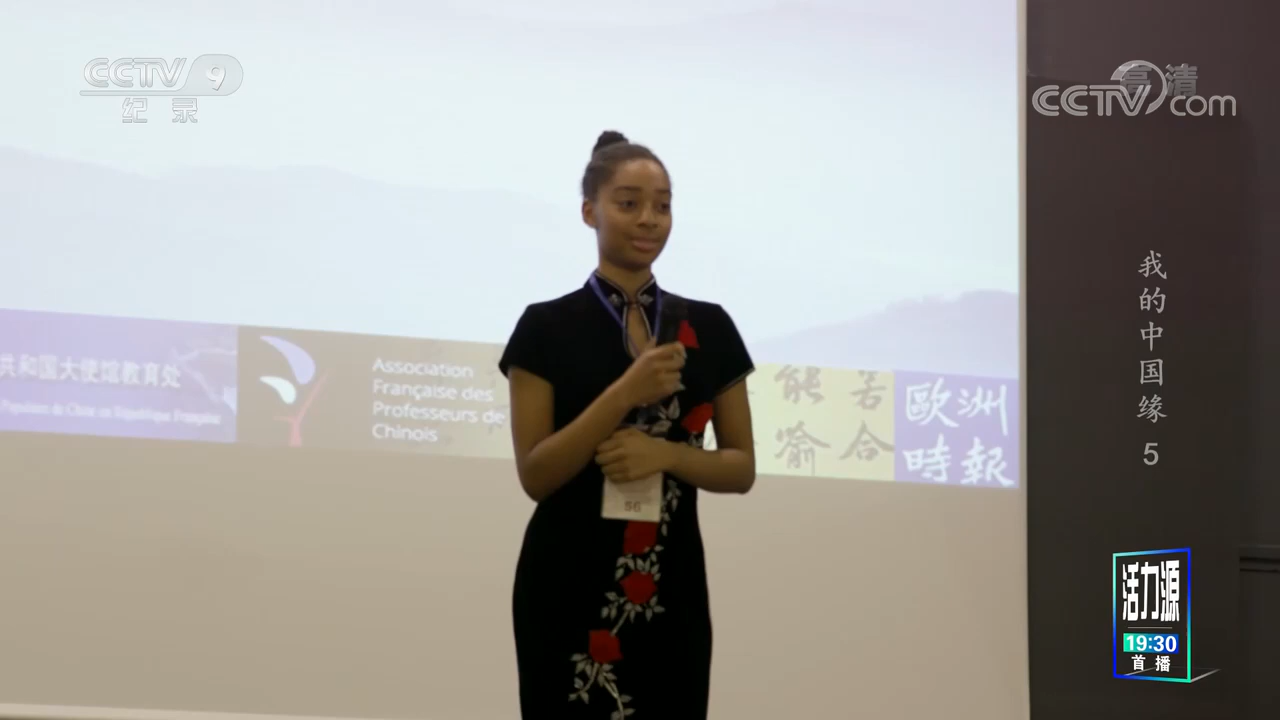 CCTV 9
纪录
高清
CCTV.com
我的中国缘 5
共和国大使馆教育处
Association
Française des
Professeurs de
Chinois
能 若
喻 合
歐洲
時報
56
活力源
19:30
首播